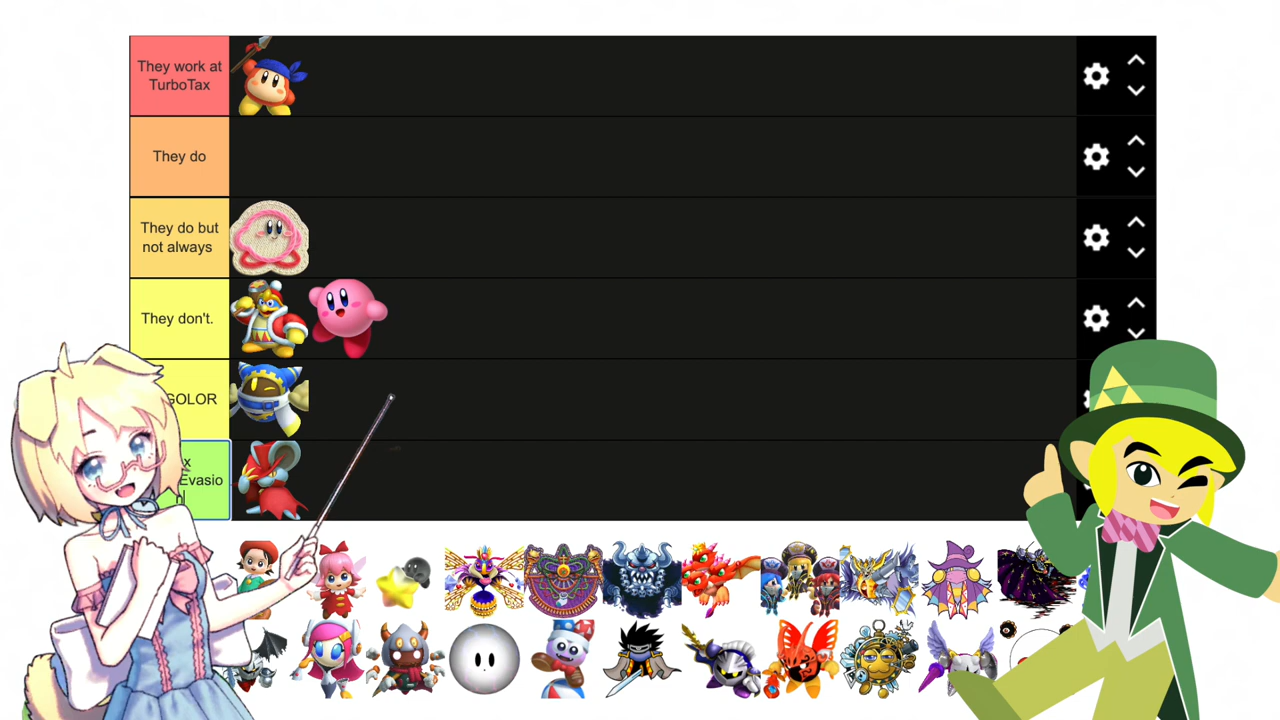 They work at
TurboTax
They do
They do but
not always
They don't.
GOLOR
x
Evasio
n